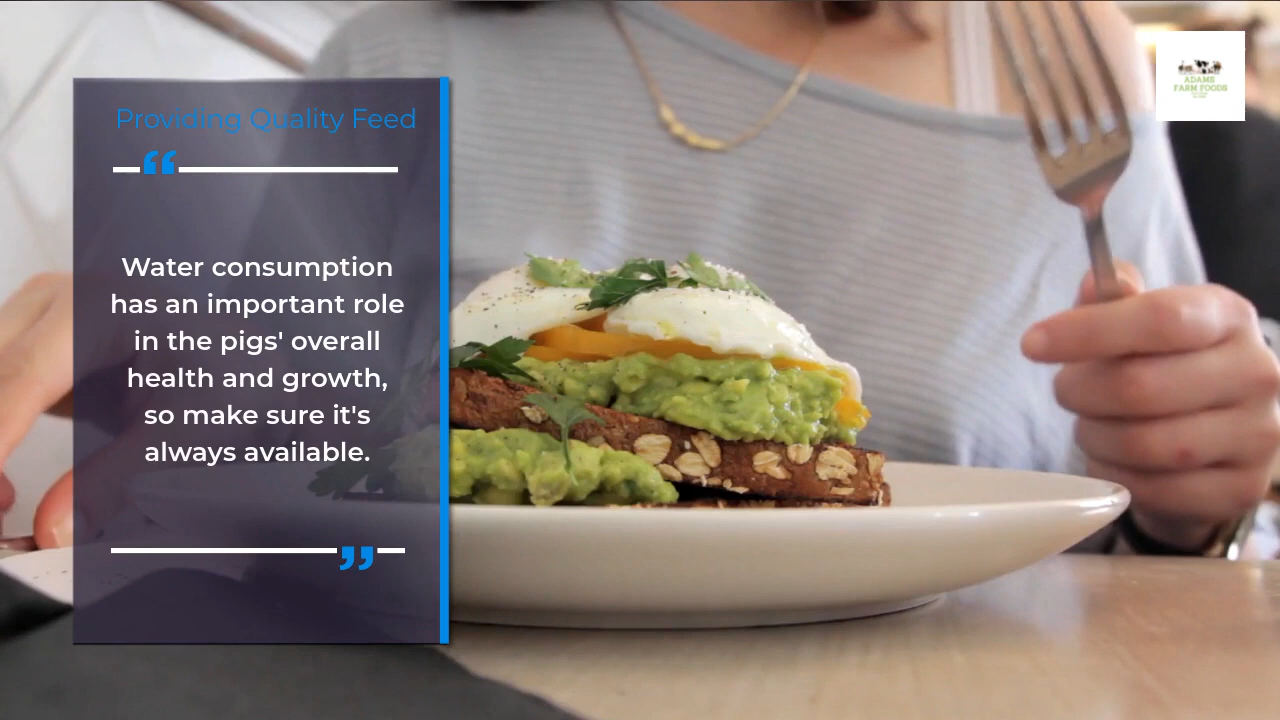 Providing Quality Feed
“
Water consumption
has an important role
in the pigs' overall
health and growth,
so make sure it's
always available.
”
ADAMS
FARM FOODS